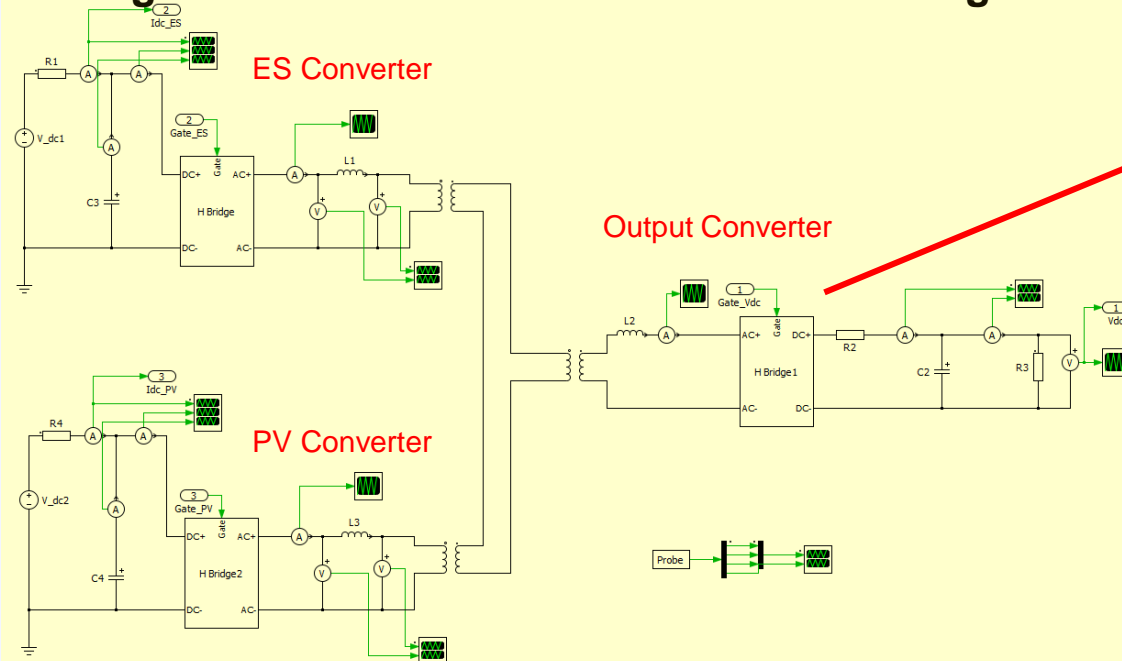 2
Idc_ES
R1
A
A
ES Converter
V_dc1
A
2
Gate_ES
C3
DC+
Gate
AC+
H Bridge
DC-
AC-
A
L1
V
V
Output Converter
1
Gate_Vdc
L2
A
AC+
Gate
DC+
H Bridge1
AC-
DC-
R2
A
A
C2
R3
V
1
3
Idc_PV
R4
A
A
PV Converter
V_dc2
A
3
Gate_PV
C4
DC+
Gate
AC+
H Bridge2
DC-
AC-
A
L3
V
V
Probe